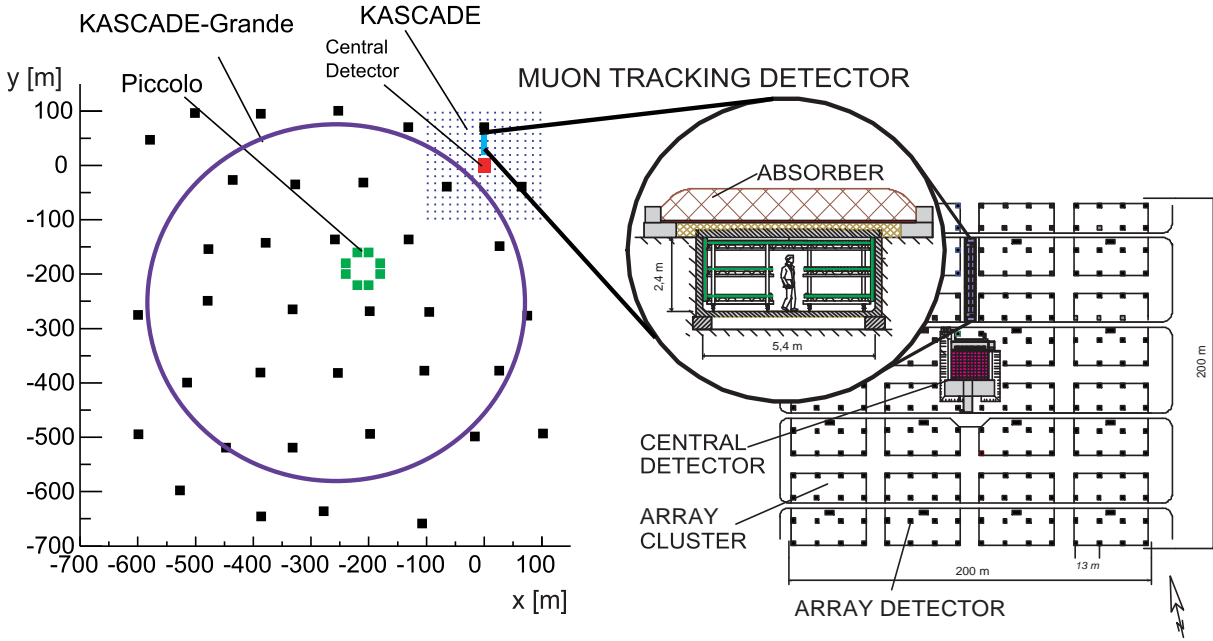 KASCADE-Grande
KASCADE
Central
Detector
y [m]
Piccolo
MUON TRACKING DETECTOR
100
0
-100
-200
-300
-400
-500
-600
-700
-700 -600 -500 -400 -300 -200 -100 0 100
x [m]
ABSORBER
2,4 m
5,4 m
CENTRAL
DETECTOR
ARRAY
CLUSTER
200 m
13 m
200 m
ARRAY DETECTOR